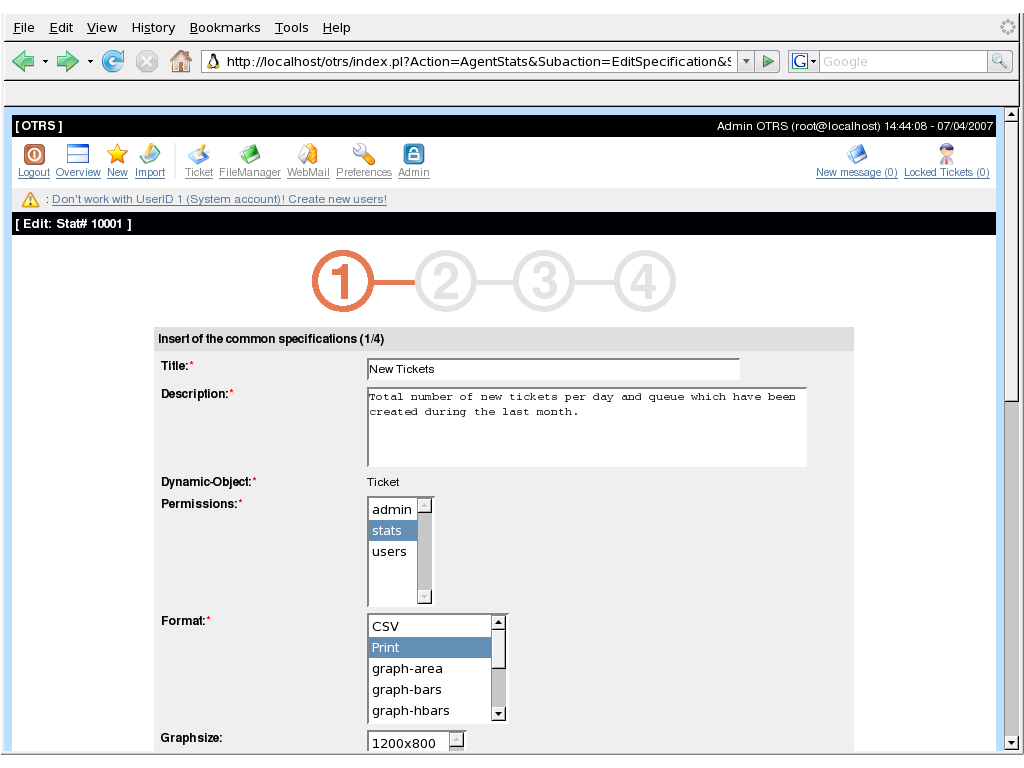 File Edit View History Bookmarks Tools Help
http://localhost/otrs/index.pl?Action=AgentStats&Subaction=EditSpecification&S
G Google
[ OTRS ] Admin OTRS (root@localhost) 14:44:08 - 07/04/2007
Logout Overview New Import Ticket FileManager WebMail Preferences Admin New message (0) Locked Tickets (0)
: Don't work with UserID 1 (System account)! Create new users!
[ Edit: Stat# 10001 ]
1 2 3 4
Insert of the common specifications (1/4)
Title:* New Tickets
Description:* Total number of new tickets per day and queue which have been
created during the last month.
Dynamic-Object:* Ticket
Permissions:* admin
stats
users
Format:* CSV
Print
graph-area
graph-bars
graph-hbars
Graphsize: 1200x800